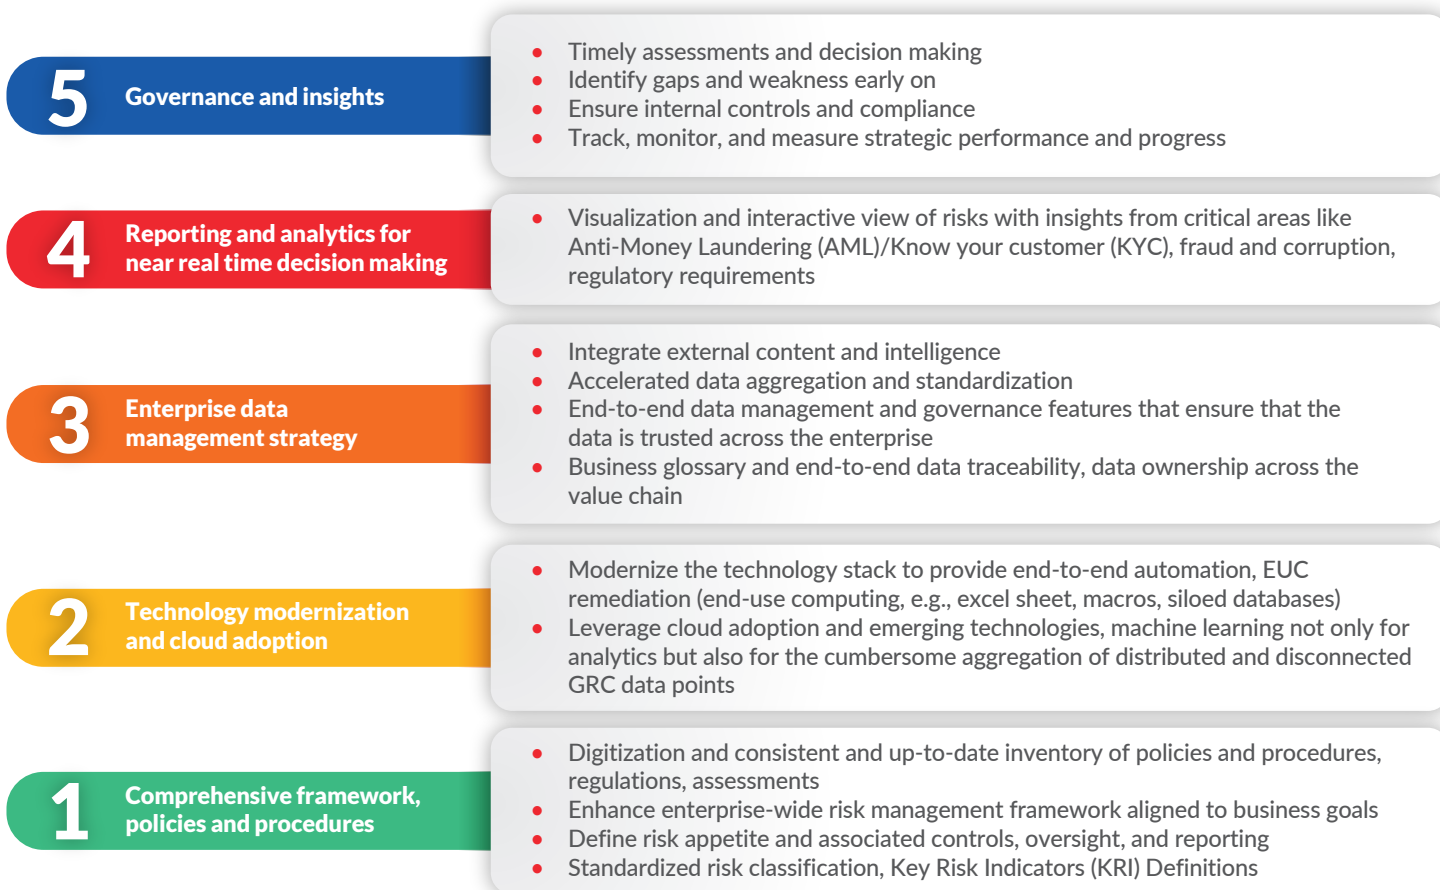 5
Governance and insights
• Timely assessments and decision making
• Identify gaps and weakness early on
• Ensure internal controls and compliance
• Track, monitor, and measure strategic performance and progress
4
Reporting and analytics for
near real time decision making
• Visualization and interactive view of risks with insights from critical areas like
Anti-Money Laundering (AML)/Know your customer (KYC), fraud and corruption,
regulatory requirements
3
Enterprise data
management strategy
• Integrate external content and intelligence
• Accelerated data aggregation and standardization
• End-to-end data management and governance features that ensure that the
data is trusted across the enterprise
• Business glossary and end-to-end data traceability, data ownership across the
value chain
2
Technology modernization
and cloud adoption
• Modernize the technology stack to provide end-to-end automation, EUC
remediation (end-use computing, e.g., excel sheet, macros, siloed databases)
• Leverage cloud adoption and emerging technologies, machine learning not only for
analytics but also for the cumbersome aggregation of distributed and disconnected
GRC data points
1
Comprehensive framework,
policies and procedures
• Digitization and consistent and up-to-date inventory of policies and procedures,
regulations, assessments
• Enhance enterprise-wide risk management framework aligned to business goals
• Define risk appetite and associated controls, oversight, and reporting
• Standardized risk classification, Key Risk Indicators (KRI) Definitions